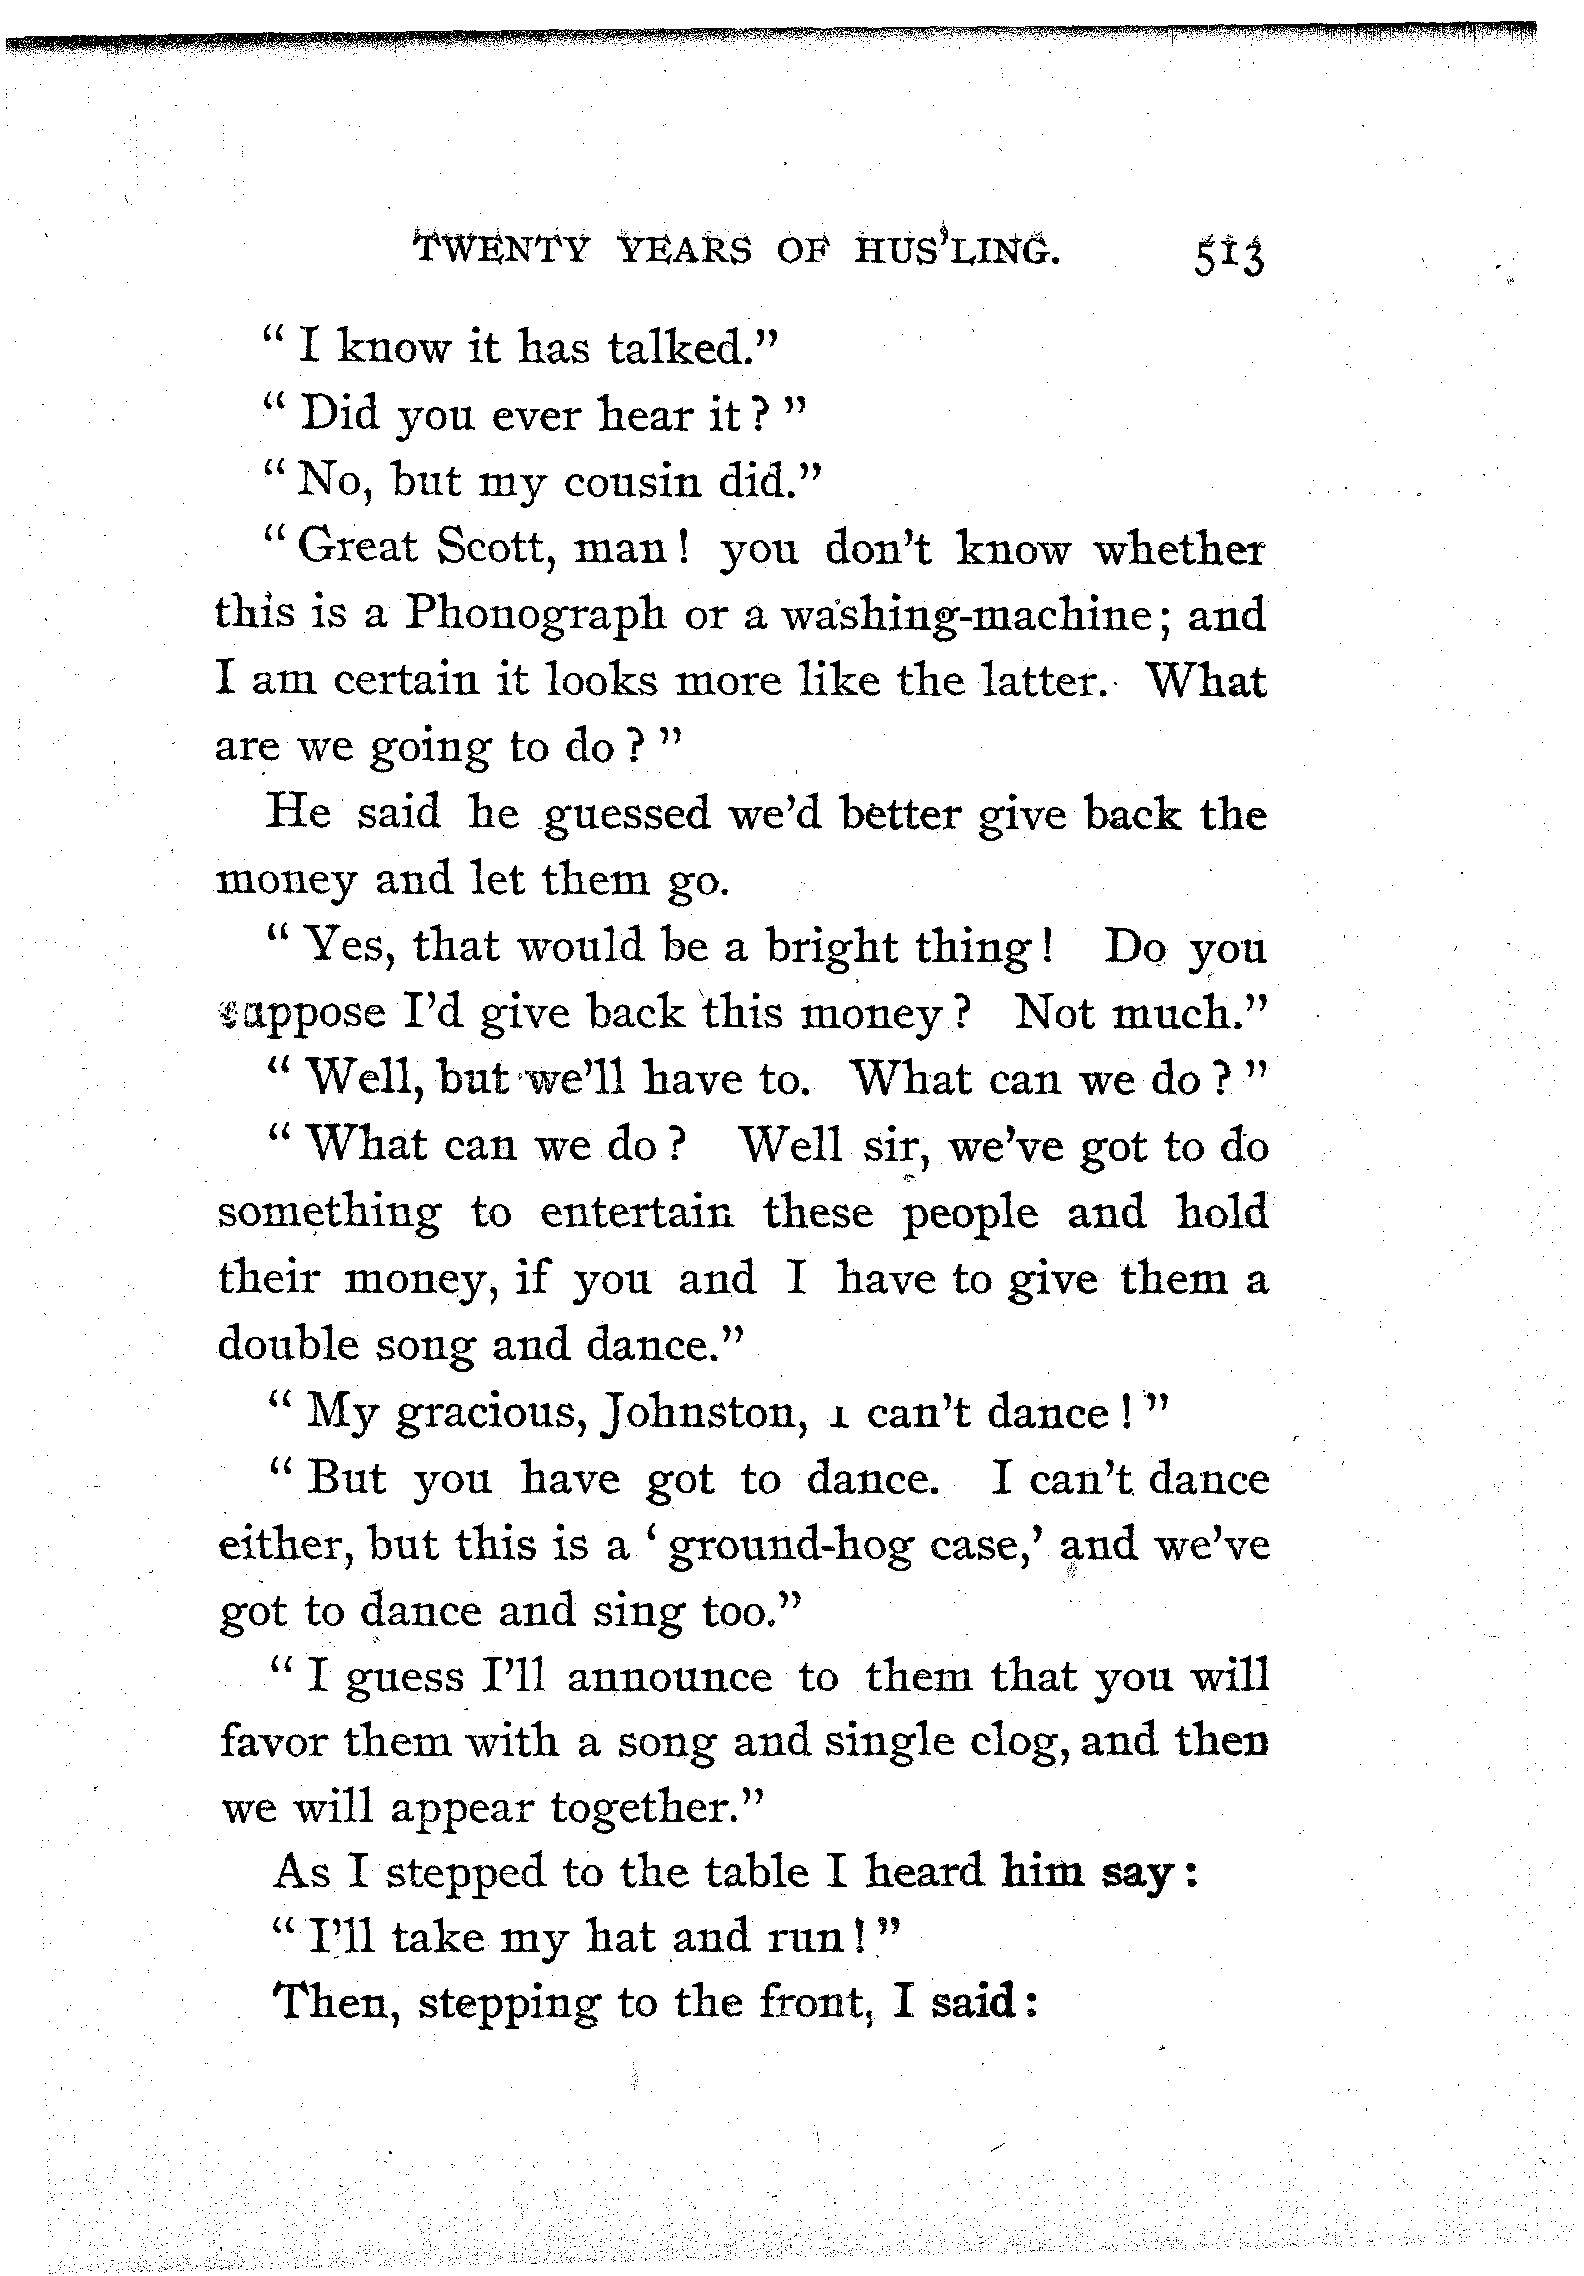 TWENTY YEARS OF HUS'LING. 513
“ I know it has talked.”
“ Did you ever hear it ? ”
“ No, but my cousin did.”
“ Great Scott, man ! you don't know whether
this is a Phonograph or a washing-machine ; and
I am certain it looks more like the latter. What
are we going to do ? ”
He said he guessed we'd better give back the
money and let them go.
“ Yes, that would be a bright thing ! Do you
suppose I'd give back this money ? Not much.”
“ Well, but we'll have to. What can we do ? ”
“ What can we do ? Well sir, we've got to do
something to entertain these people and hold
their money, if you and I have to give them a
double song and dance.”
“ My gracious, Johnston, I can't dance ! ”
“ But you have got to dance. I can't dance
either, but this is a ‘ ground-hog case,’ and we've
got to dance and sing too.”
“ I guess I'll announce to them that you will
favor them with a song and single clog, and then
we will appear together.”
As I stepped to the table I heard him say :
“ I'll take my hat and run ! ”
Then, stepping to the front, I said :